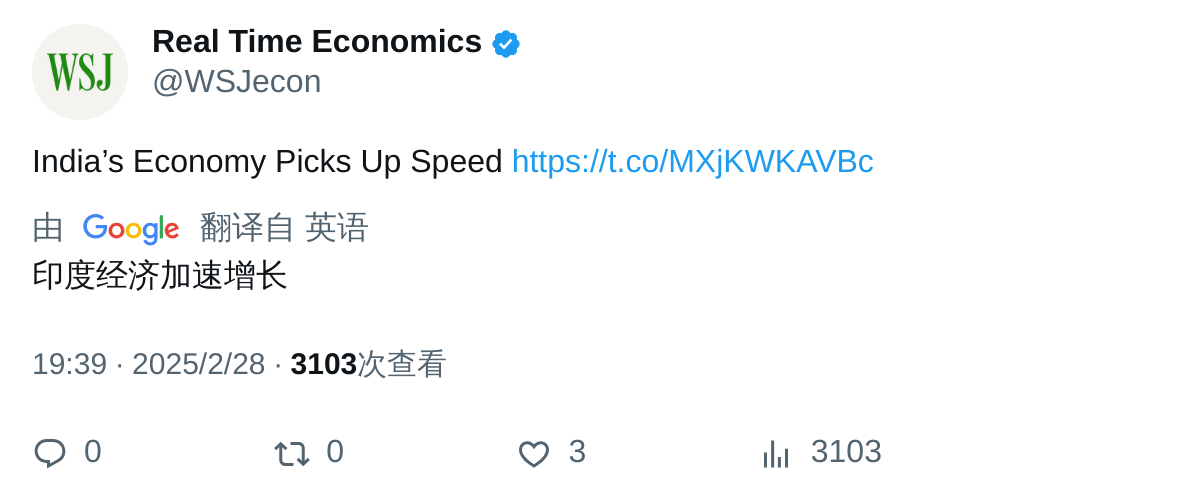 WSJ
Real Time Economics
@WSJecon
India’s Economy Picks Up Speed https://t.co/MXjKWKAVBc
由 Google 翻译自 英语
印度经济加速增长
19:39 · 2025/2/28 · 3103次查看
0 0 3 3103